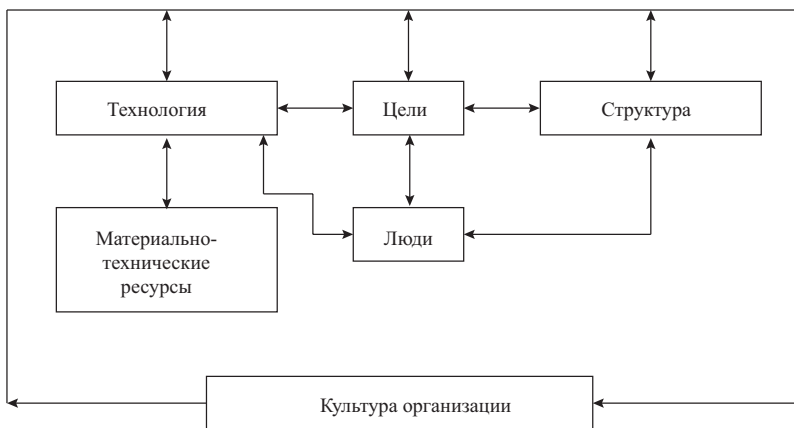 Технология
Цели
Структура
Материально-
технические
ресурсы
Люди
Культура организации